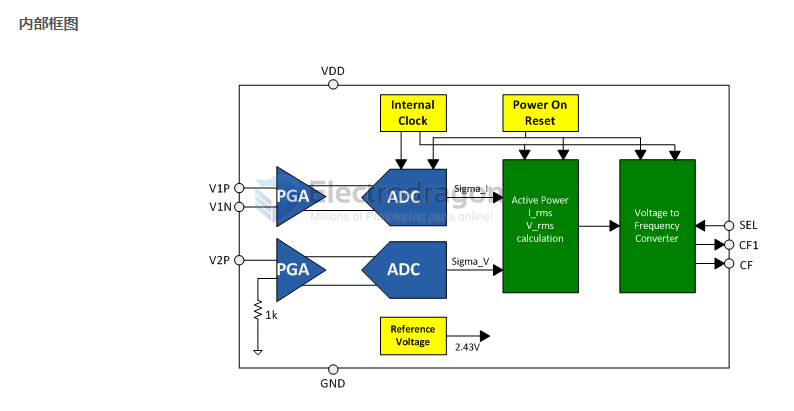 内部框图
VDD
Internal
Clock
Power On
Reset
V1P
V1N
PGA
ADC
Sigma_I
Electrodragon
Millions of Prototyping parts online!
Active Power
I_rms
V_rms
calculation
Voltage to
Frequency
Converter
SEL
CF1
CF
V2P
PGA
ADC
Sigma_V
1k
Reference
Voltage
2.43V
GND